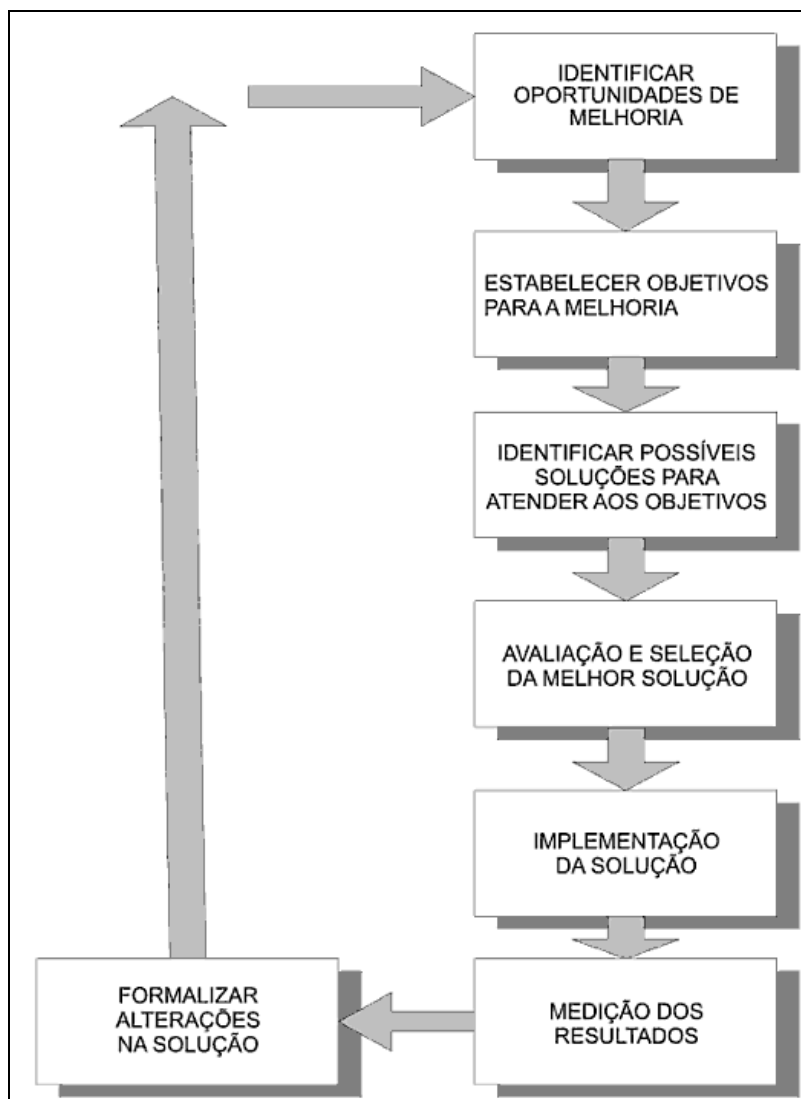 IDENTIFICAR
OPORTUNIDADES DE
MELHORIA
ESTABELECER OBJETIVOS
PARA A MELHORIA
IDENTIFICAR POSSÍVEIS
SOLUÇÕES PARA
ATENDER AOS OBJETIVOS
AVALIAÇÃO E SELEÇÃO
DA MELHOR SOLUÇÃO
IMPLEMENTAÇÃO
DA SOLUÇÃO
MEDIÇÃO DOS
RESULTADOS
FORMALIZAR
ALTERAÇÕES
NA SOLUÇÃO